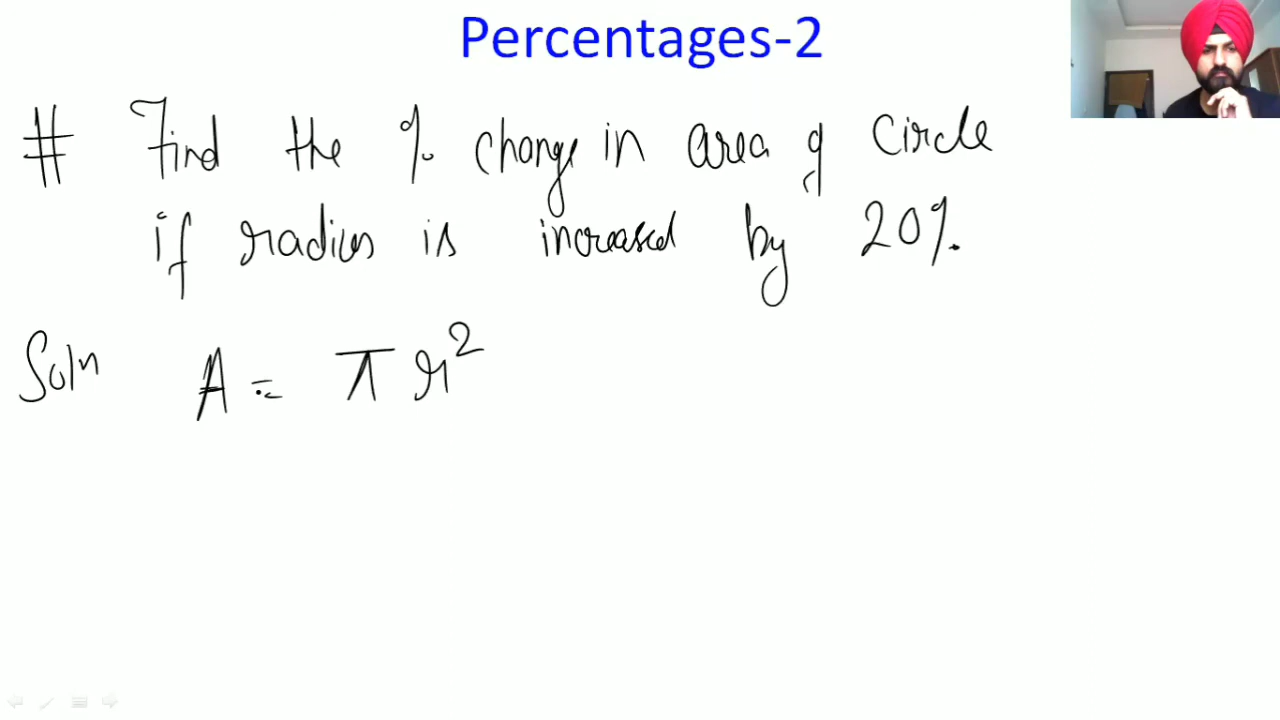 Percentages-2
# Find the % change in area of circle
if radius is increased by 20%.
Soln A = π r²